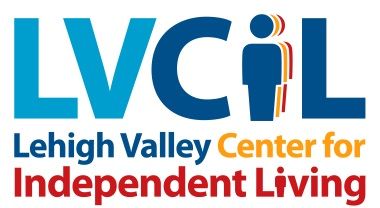 LVCIL
Lehigh Valley Center for
Independent Living